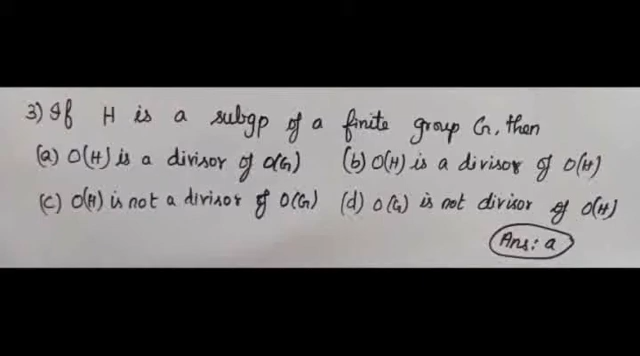 3) If H is a subgp of a finite group G, then
(a) O(H) is a divisor of O(G) (b) O(H) is a divisor of O(H)
(c) O(H) is not a divisor of O(G) (d) O(G) is not divisor of O(H)
Ans: a